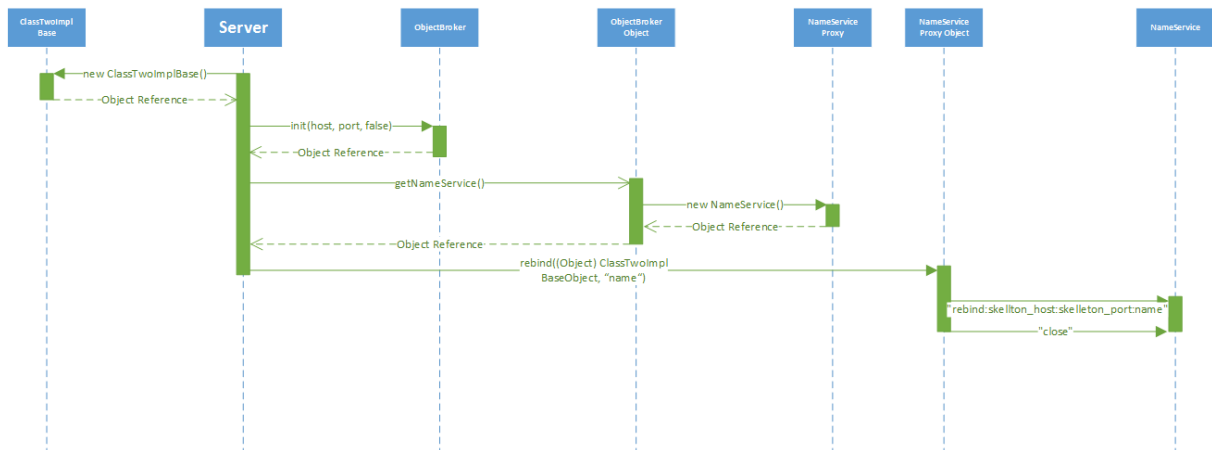 ClassTwoImpl
Base
Server
ObjectBroker
ObjectBroker
Object
NameService
Proxy
NameService
Proxy Object
NameService
new ClassTwoImplBase()
Object Reference
init(host, port, false)
Object Reference
getNameService()
new NameService()
Object Reference
Object Reference
rebind((Object) ClassTwoImpl
BaseObject, “name”)
"rebind:skellton_host:skelleton_port:name"
"close"